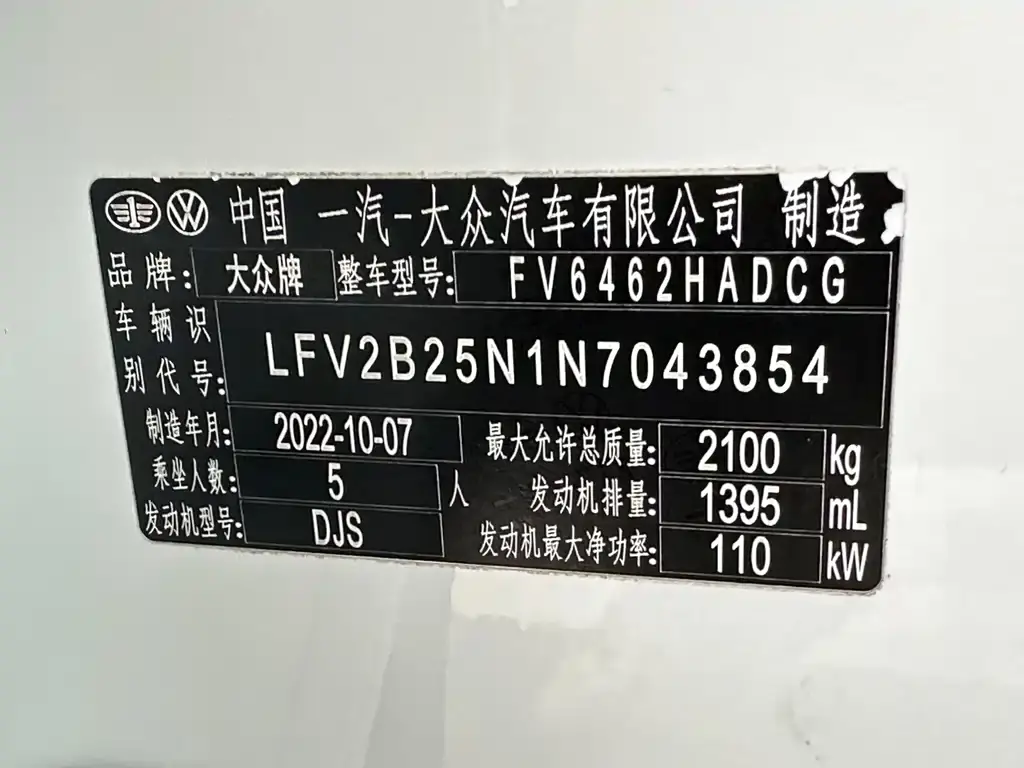 中国 一汽-大众汽车有限公司 制造
品牌: 大众牌 整车型号: FV6462HADCG
车辆识别代号: LFV2B25N1N7043854
制造年月: 2022-10-07 最大允许总质量: 2100 kg
乘坐人数: 5 人 发动机排量: 1395 mL
发动机型号: DJS 发动机最大净功率: 110 kW